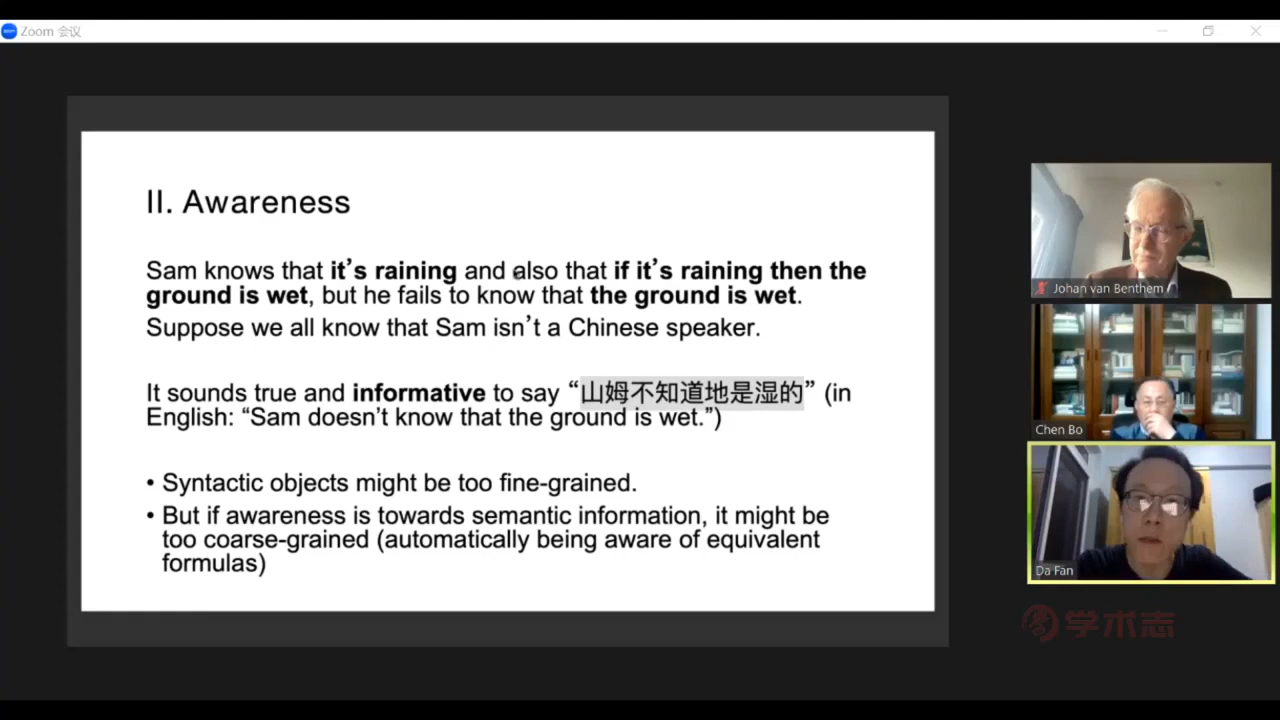 Zoom 会议
II. Awareness
Sam knows that it's raining and also that if it's raining then the
ground is wet, but he fails to know that the ground is wet.
Suppose we all know that Sam isn't a Chinese speaker.
It sounds true and informative to say “山姆不知道地是湿的” (in
English: “Sam doesn't know that the ground is wet.”)
• Syntactic objects might be too fine-grained.
• But if awareness is towards semantic information, it might be
too coarse-grained (automatically being aware of equivalent
formulas)
Johan van Benthem
Chen Bo
Da Fan
学术志